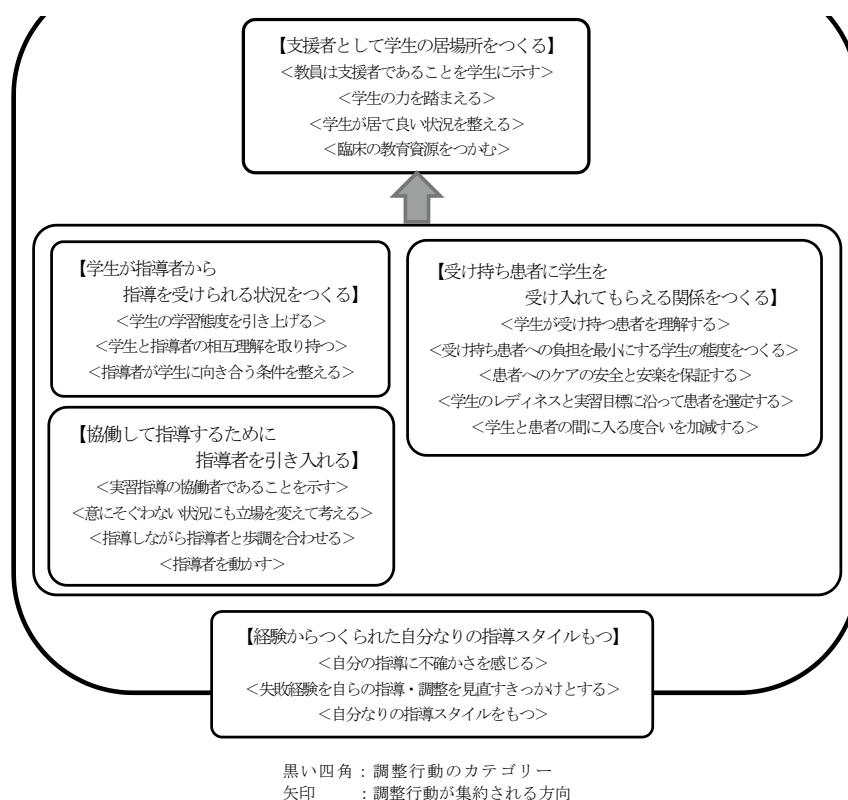 【支援者として学生の居場所をつくる】
<教員は支援者であることを学生に示す>
<学生の力を踏まえる>
<学生が居て良い状況を整える>
<臨床の教育資源をつかむ>
【学生が指導者から
指導を受けられる状況をつくる】
<学生の学習態度を引き上げる>
<学生と指導者の相互理解を取り持つ>
<指導者が学生に向き合う条件を整える>
【協働して指導するために
指導者を引き入れる】
<実習指導の協働者であることを示す>
<意にそぐわない状況にも立場を変えて考える>
<指導しながら指導者と歩調を合わせる>
<指導者を動かす>
【受け持ち患者に学生を
受け入れてもらえる関係をつくる】
<学生が受け持つ患者を理解する>
<受け持ち患者への負担を最小にする学生の態度をつくる>
<患者へのケアの安全と安楽を保証する>
<学生のレディネスと実習目標に沿って患者を選定する>
<学生と患者の間に入る度合いを加減する>
【経験からつくられた自分なりの指導スタイルもつ】
<自分の指導に不確かさを感じる>
<失敗経験を自らの指導・調整を見直すきっかけとする>
<自分なりの指導スタイルをもつ>
黒い四角：調整行動のカテゴリー
矢印　　：調整行動が集約される方向